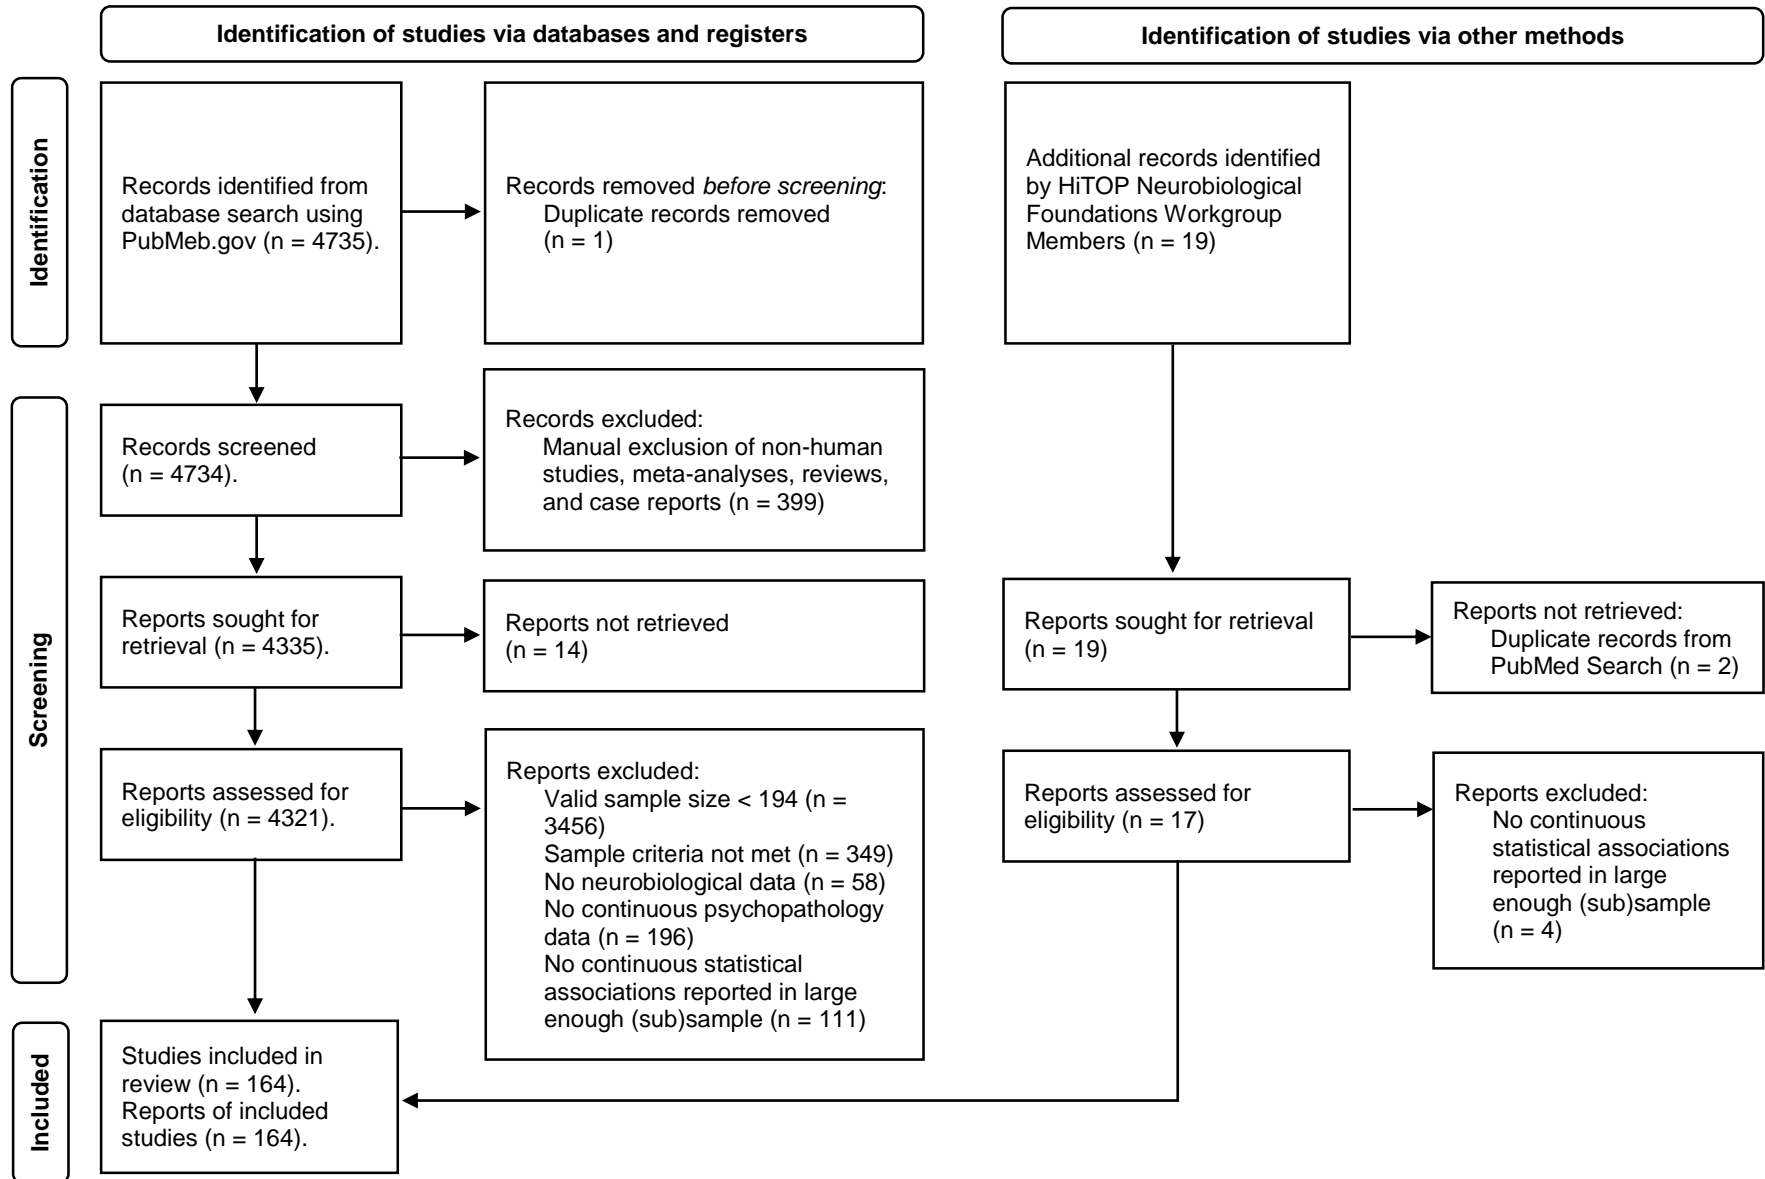 Identification of studies via databases and registers
Identification of studies via other methods
Identification
Records identified from
database search using
PubMeb.gov (n = 4735).
Records removed before screening:
Duplicate records removed
(n = 1)
Additional records identified
by HiTOP Neurobiological
Foundations Workgroup
Members (n = 19)
Screening
Records screened
(n = 4734).
Records excluded:
Manual exclusion of non-human
studies, meta-analyses, reviews,
and case reports (n = 399)
Reports sought for
retrieval (n = 4335).
Reports not retrieved
(n = 14)
Reports sought for retrieval
(n = 19)
Reports not retrieved:
Duplicate records from
PubMed Search (n = 2)
Reports assessed for
eligibility (n = 4321).
Reports excluded:
Valid sample size < 194 (n =
3456)
Sample criteria not met (n = 349)
No neurobiological data (n = 58)
No continuous psychopathology
data (n = 196)
No continuous statistical
associations reported in large
enough (sub)sample (n = 111)
Reports assessed for
eligibility (n = 17)
Reports excluded:
No continuous
statistical associations
reported in large
enough (sub)sample
(n = 4)
Included
Studies included in
review (n = 164).
Reports of included
studies (n = 164).